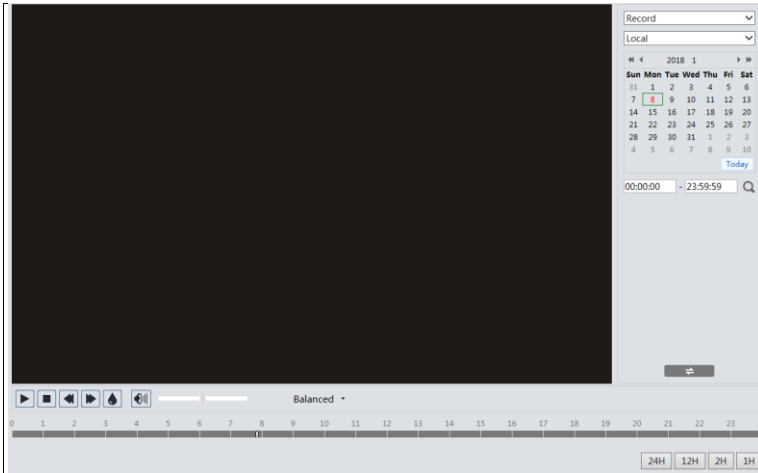 Record
Local
2018 1
Sun Mon Tue Wed Thu Fri Sat
31 1 2 3 4 5 6
7 8 9 10 11 12 13
14 15 16 17 18 19 20
21 22 23 24 25 26 27
28 29 30 31 1 2 3
4 5 6 7 8 9 10
Today
00:00:00 - 23:59:59
Balanced
0 1 2 3 4 5 6 7 8 9 10 11 12 13 14 15 16 17 18 19 20 21 22 23
24H 12H 2H 1H